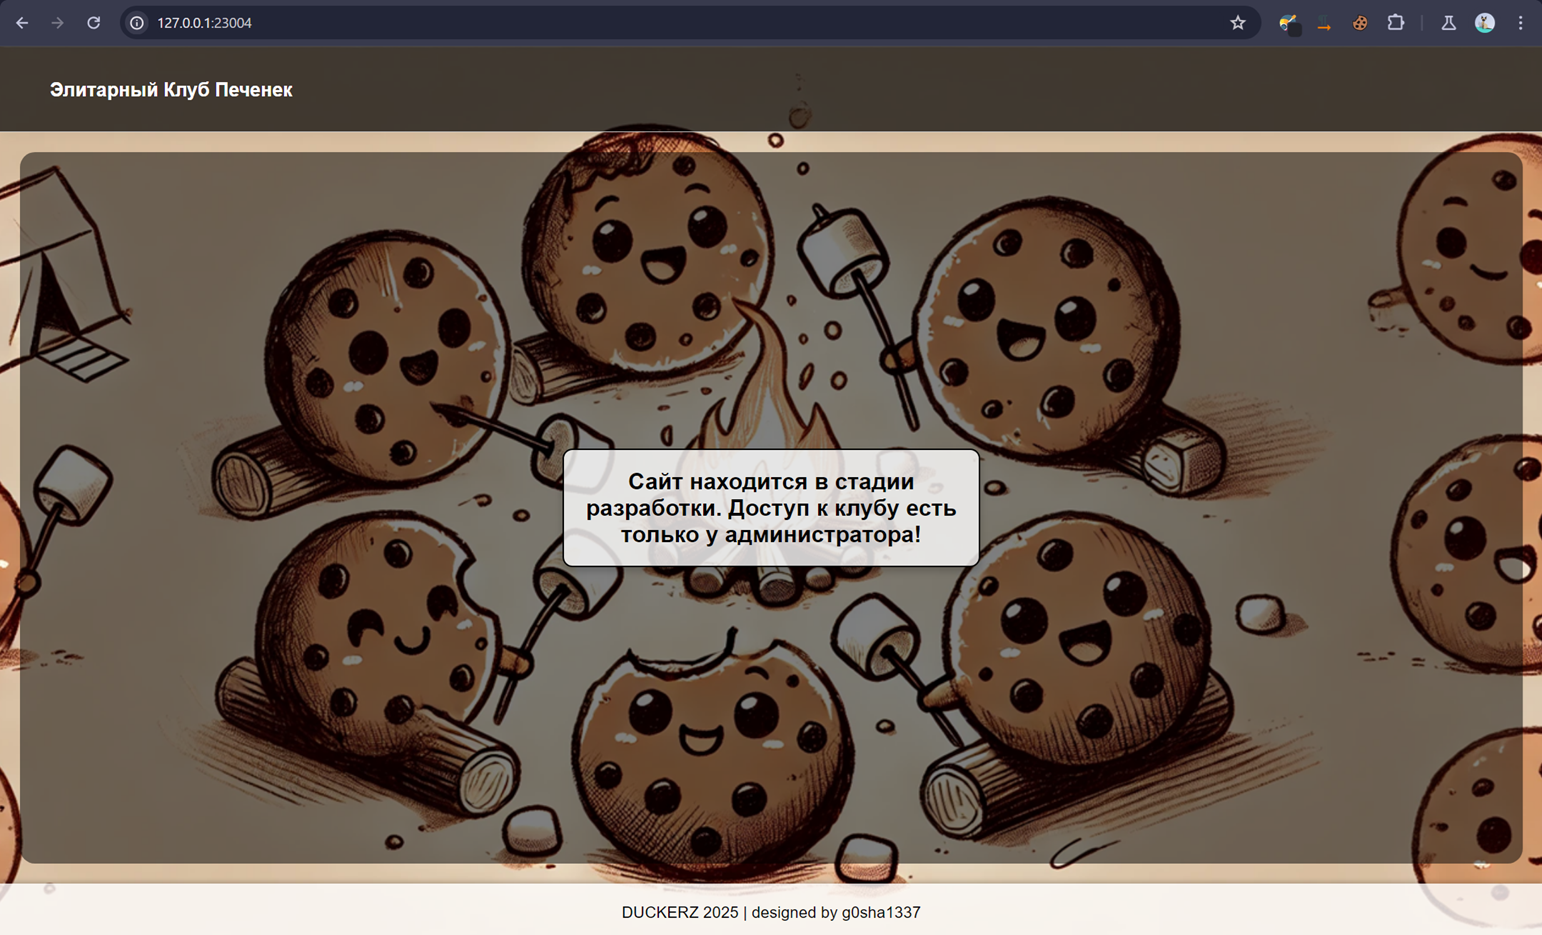 127.0.0.1:23004
Элитарный Клуб Печенек
Сайт находится в стадии
разработки. Доступ к клубу есть
только у администратора!
DUCKERZ 2025 | designed by g0sha1337